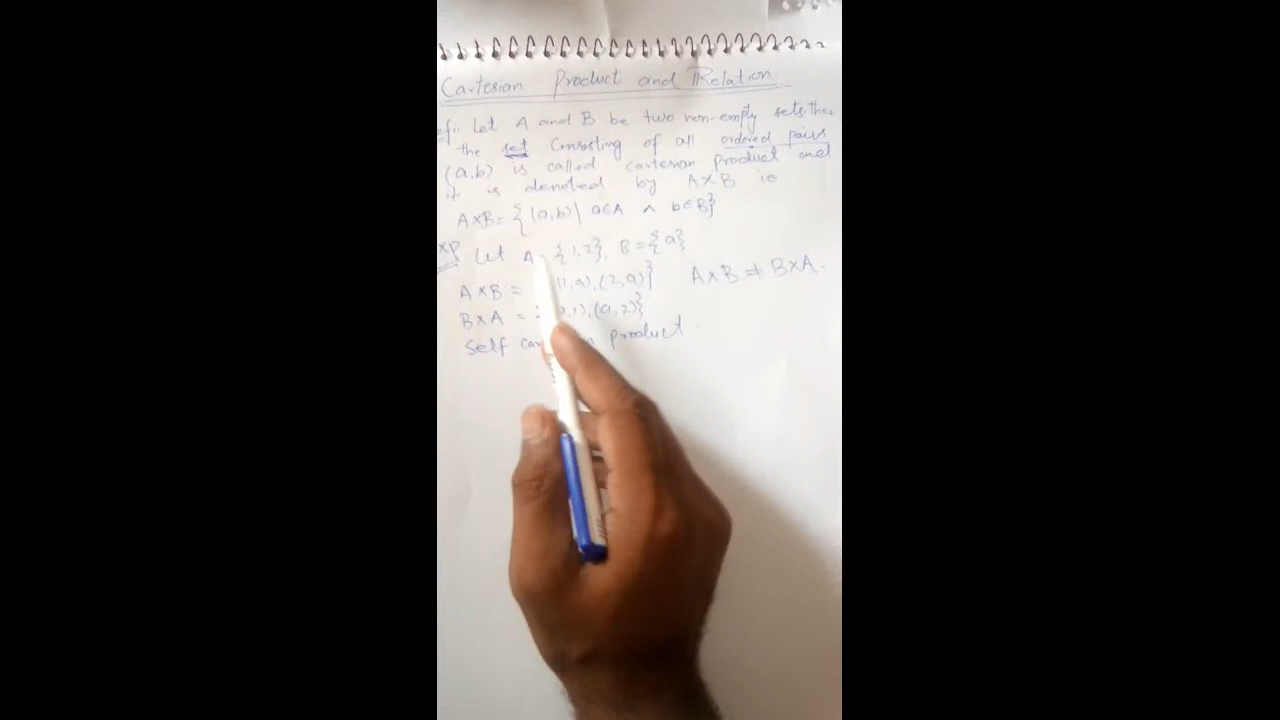 Cartesian Product and Relation
efi: Let A and B be two non-empty sets. then
the set Consisting of all ordered pairs
(a,b) is called cartesian product and
it is denoted by A×B ie
A×B={(a,b)| a∈A ∧ b∈B}
xp Let A = {1,2}, B={a}
A×B = (1,a),(2,a)} A×B ≠ B×A.
B×A = ,1),(a,2)}
Self product